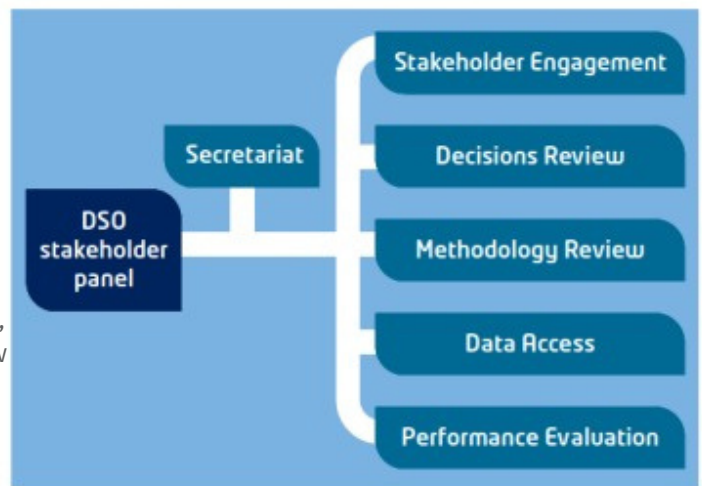 Stakeholder Engagement
Secretariat
Decisions Review
DSO
stakeholder
panel
Methodology Review
Data Access
Performance Evaluation